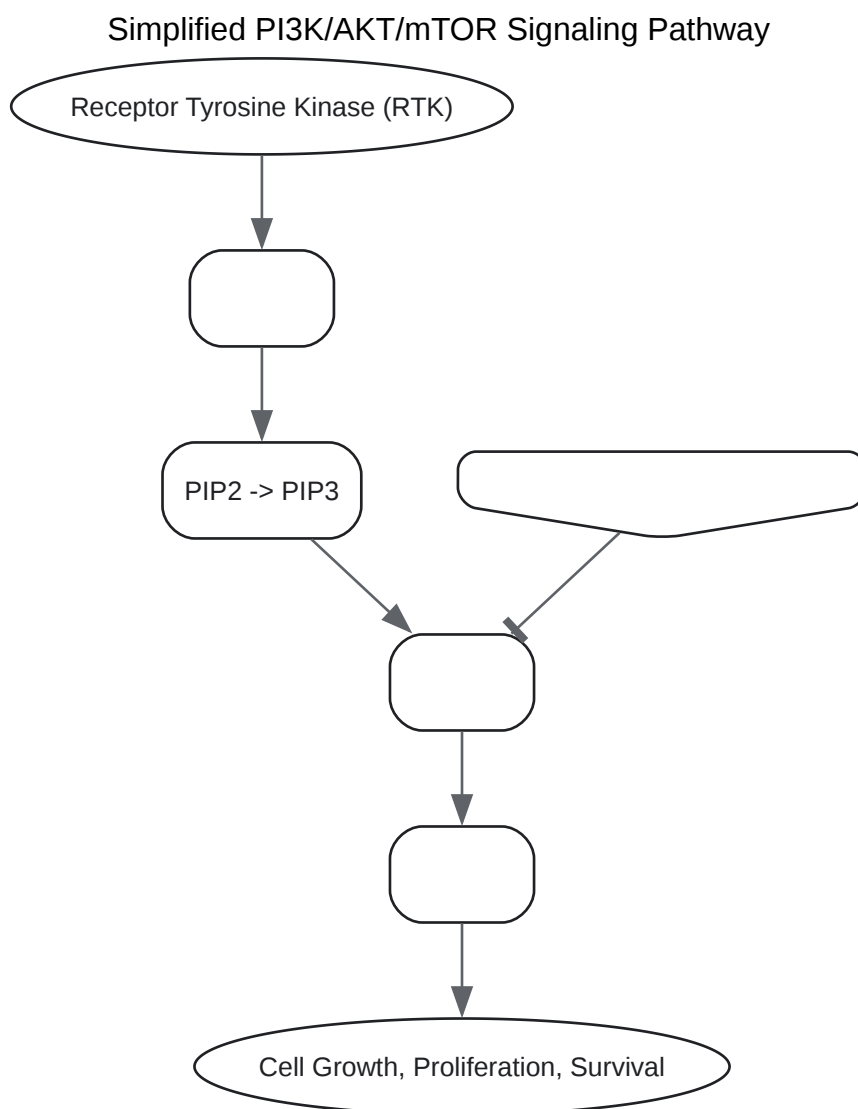 Simplified PI3K/AKT/mTOR Signaling Pathway
Receptor Tyrosine Kinase (RTK)
PIP2 -> PIP3
Cell Growth, Proliferation, Survival